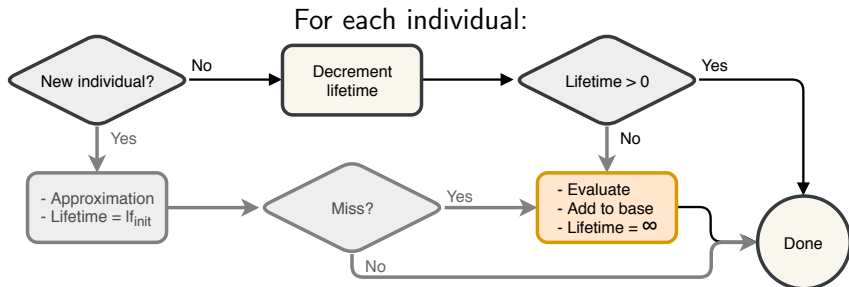 For each individual:
New individual?
No
Decrement
lifetime
Lifetime > 0
Yes
Yes
No
- Approximation
- Lifetime = lf_init
Miss?
Yes
- Evaluate
- Add to base
- Lifetime = ∞
Done
No